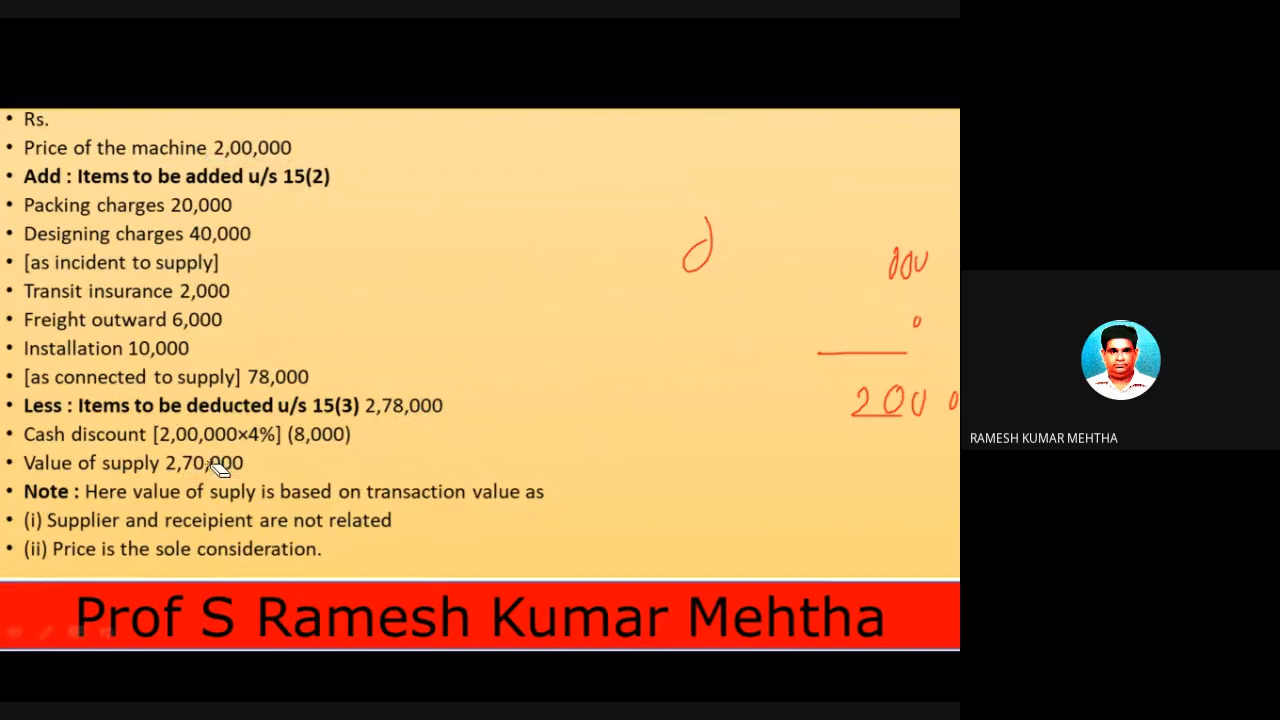 • Rs.
• Price of the machine 2,00,000
• Add : Items to be added u/s 15(2)
• Packing charges 20,000
• Designing charges 40,000
• [as incident to supply]
• Transit insurance 2,000
• Freight outward 6,000
• Installation 10,000
• [as connected to supply] 78,000
• Less : Items to be deducted u/s 15(3) 2,78,000
• Cash discount [2,00,000×4%] (8,000)
• Value of supply 2,70,000
• Note : Here value of suply is based on transaction value as
• (i) Supplier and receipient are not related
• (ii) Price is the sole consideration.
200 0
Prof S Ramesh Kumar Mehtha
RAMESH KUMAR MEHTHA